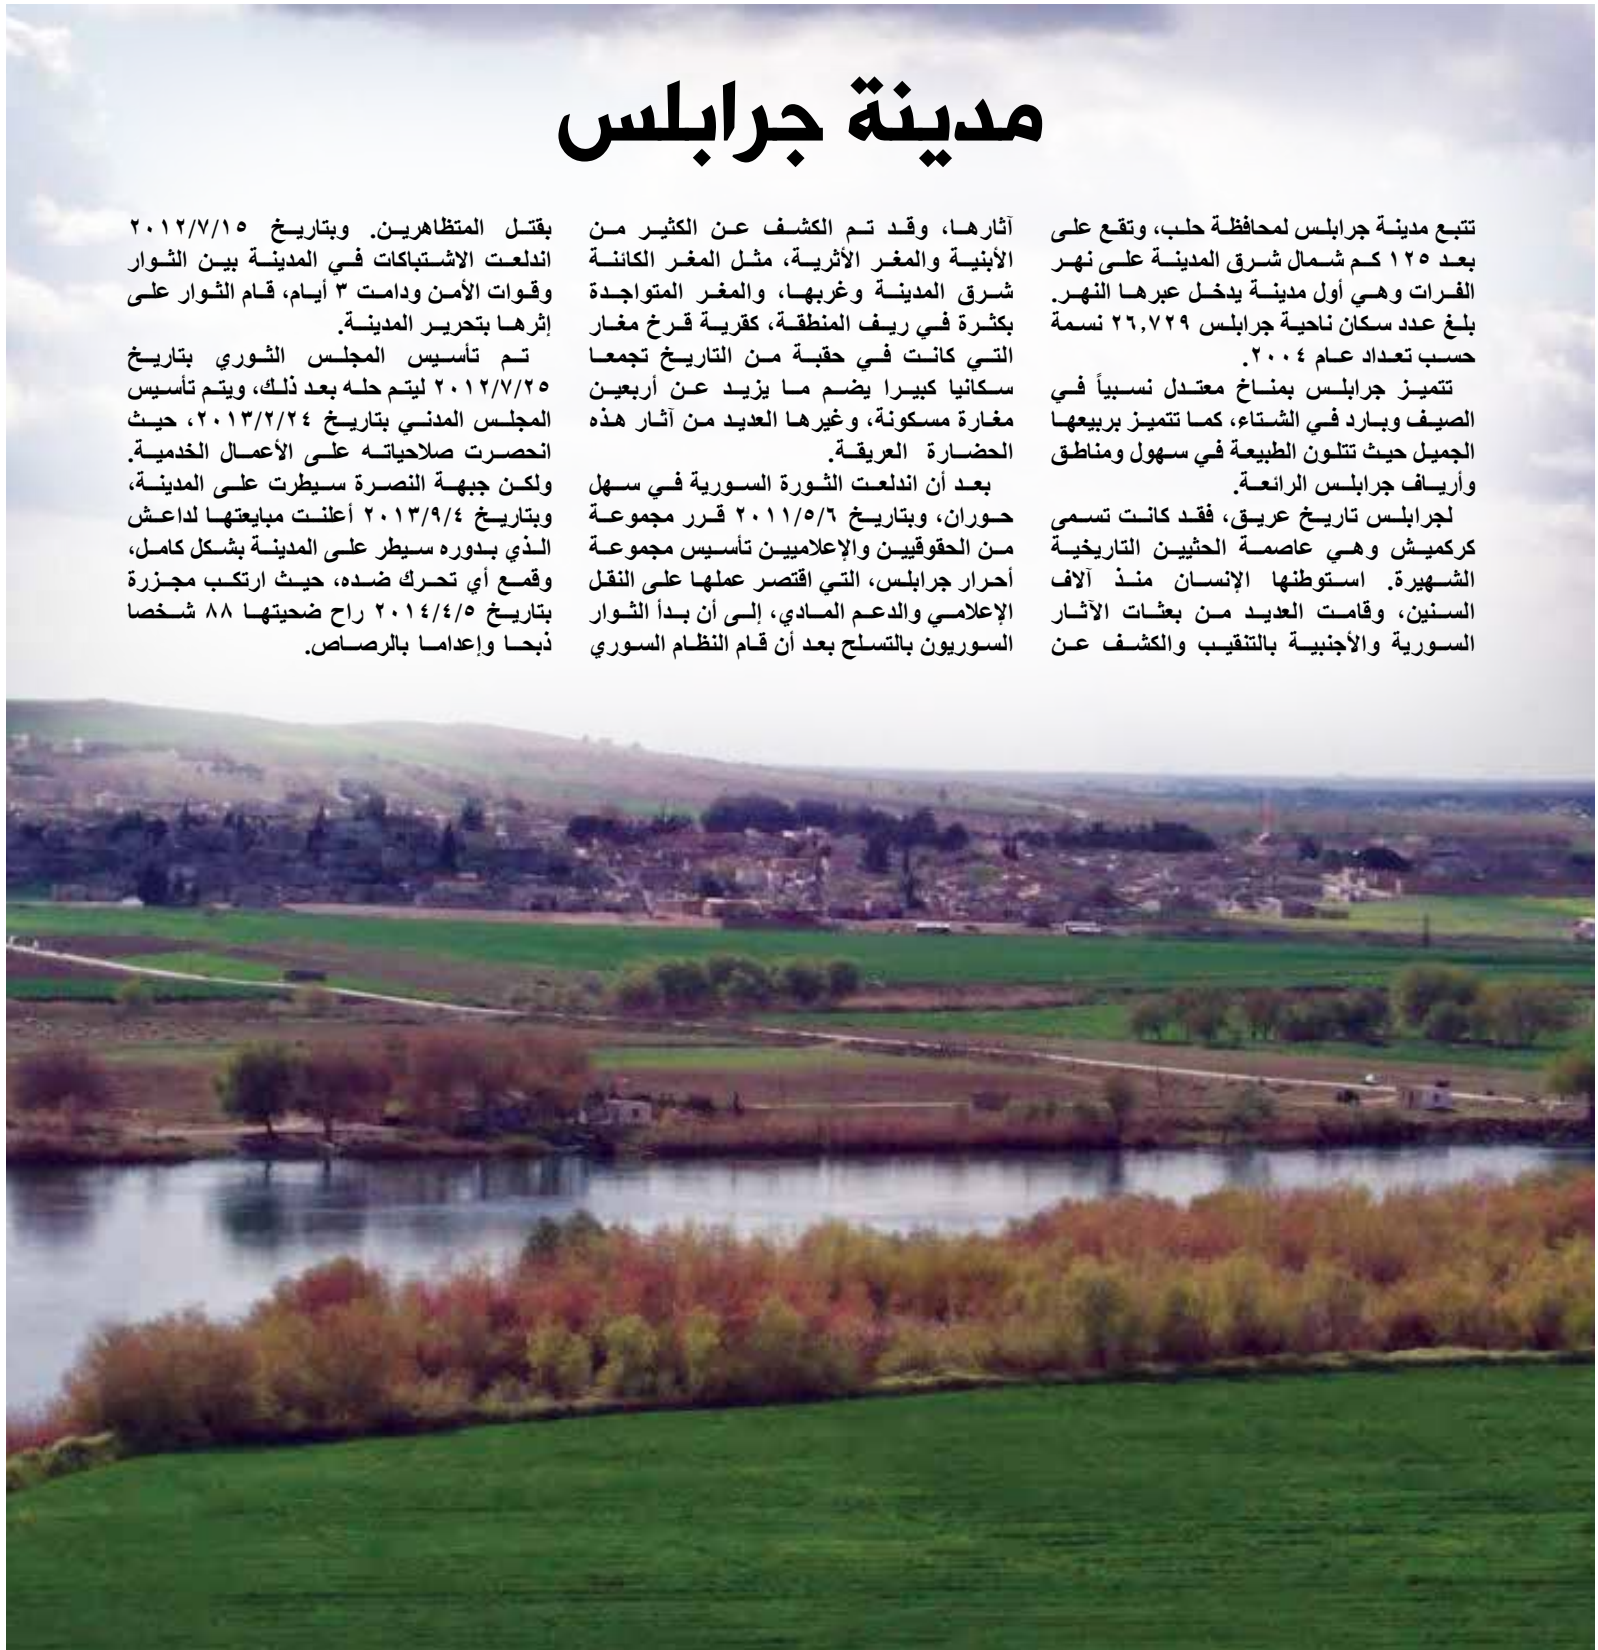 مدينة جرابلس
تتبع مدينة جرابلس لمحافظة حلب، وتقع على
بعد ١٢٥ كم شمال شرق المدينة على نهر
الفرات وهي أول مدينة يدخل عبرها النهر.
بلغ عدد سكان ناحية جرابلس ٢٦,٧٢٩ نسمة
حسب تعداد عام ٢٠٠٤.
تتميز جرابلس بمناخ معتدل نسبياً في
الصيف وبارد في الشتاء، كما تتميز بربيعها
الجميل حيث تتلون الطبيعة في سهول ومناطق
وأرياف جرابلس الرائعة.
لجرابلس تاريخ عريق، فقد كانت تسمى
كركميش وهي عاصمة الحثيين التاريخية
الشهيرة. استوطنها الإنسان منذ آلاف
السنين، وقامت العديد من بعثات الآثار
السورية والأجنبية بالتنقيب والكشف عن
آثارها، وقد تم الكشف عن الكثير من
الأبنية والمغر الأثرية، مثل المغر الكائنة
شرق المدينة وغربها، والمغر المتواجدة
بكثرة في ريف المنطقة، كقرية قرخ مغار
التي كانت في حقبة من التاريخ تجمعا
سكانيا كبيرا يضم ما يزيد عن أربعين
مغارة مسكونة، وغيرها العديد من آثار هذه
الحضارة العريقة.
بعد أن اندلعت الثورة السورية في سهل
حوران، وبتاريخ ٢٠١١/٥/٦ قرر مجموعة
من الحقوقيين والإعلاميين تأسيس مجموعة
أحرار جرابلس، التي اقتصر عملها على النقل
الإعلامي والدعم المادي، إلى أن بدأ الثوار
السوريون بالتسلح بعد أن قام النظام السوري
بقتل المتظاهرين. وبتاريخ ٢٠١٢/٧/١٥
اندلعت الاشتباكات في المدينة بين الثوار
وقوات الأمن ودامت ٣ أيام، قام الثوار على
إثرها بتحرير المدينة.
تم تأسيس المجلس الثوري بتاريخ
٢٠١٢/٧/٢٥ ليتم حله بعد ذلك، ويتم تأسيس
المجلس المدني بتاريخ ٢٠١٣/٢/٢٤، حيث
انحصرت صلاحياته على الأعمال الخدمية.
ولكن جبهة النصرة سيطرت على المدينة،
وبتاريخ ٢٠١٣/٩/٤ أعلنت مبايعتها لداعش
الذي بدوره سيطر على المدينة بشكل كامل،
وقمع أي تحرك ضده، حيث ارتكب مجزرة
بتاريخ ٢٠١٤/٤/٥ راح ضحيتها ٨٨ شخصا
ذبحا وإعداما بالرصاص.